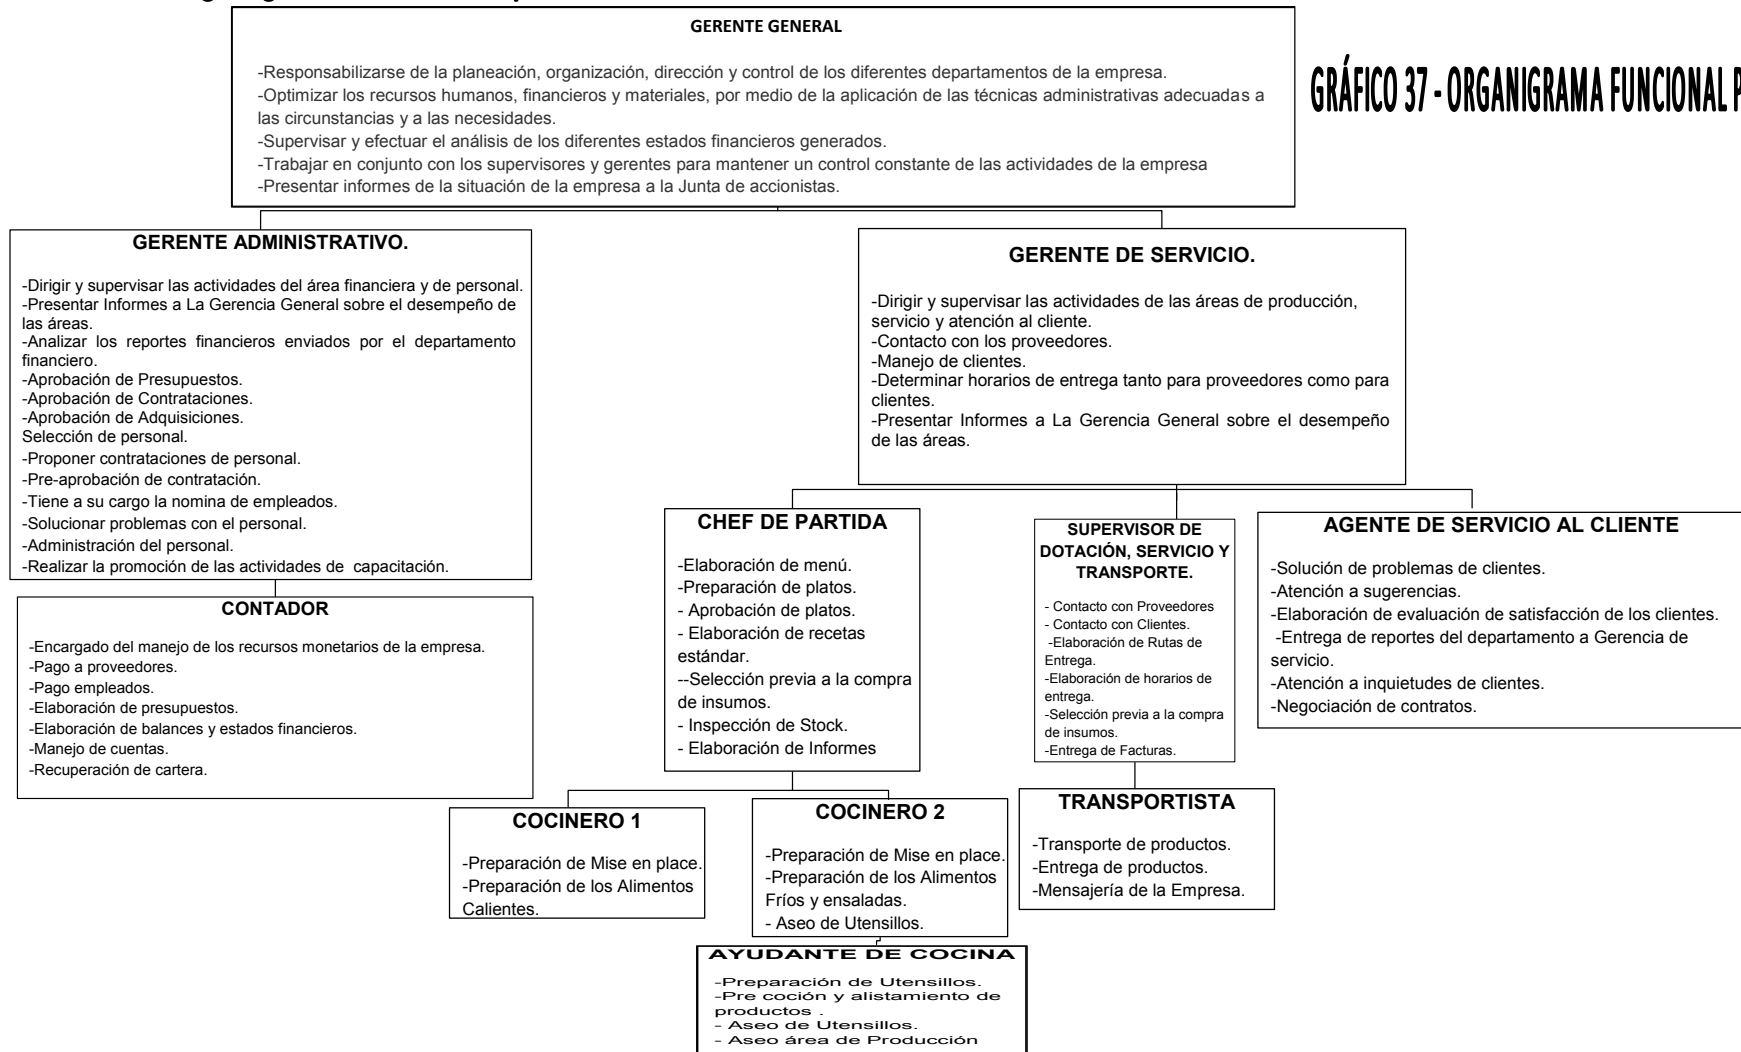 GERENTE GENERAL
-Responsabilizarse de la planeación, organización, dirección y control de los diferentes departamentos de la empresa.
-Optimizar los recursos humanos, financieros y materiales, por medio de la aplicación de las técnicas administrativas adecuadas a
las circunstancias y a las necesidades.
-Supervisar y efectuar el análisis de los diferentes estados financieros generados.
-Trabajar en conjunto con los supervisores y gerentes para mantener un control constante de las actividades de la empresa
-Presentar informes de la situación de la empresa a la Junta de accionistas.
GRÁFICO 37 - ORGANIGRAMA FUNCIONAL P
GERENTE ADMINISTRATIVO.
-Dirigir y supervisar las actividades del área financiera y de personal.
-Presentar Informes a La Gerencia General sobre el desempeño de
las áreas.
-Analizar los reportes financieros enviados por el departamento
financiero.
-Aprobación de Presupuestos.
-Aprobación de Contrataciones.
-Aprobación de Adquisiciones.
Selección de personal.
-Proponer contrataciones de personal.
-Pre-aprobación de contratación.
-Tiene a su cargo la nomina de empleados.
-Solucionar problemas con el personal.
-Administración del personal.
-Realizar la promoción de las actividades de capacitación.
GERENTE DE SERVICIO.
-Dirigir y supervisar las actividades de las áreas de producción,
servicio y atención al cliente.
-Contacto con los proveedores.
-Manejo de clientes.
-Determinar horarios de entrega tanto para proveedores como para
clientes.
-Presentar Informes a La Gerencia General sobre el desempeño
de las áreas.
CONTADOR
-Encargado del manejo de los recursos monetarios de la empresa.
-Pago a proveedores.
-Pago empleados.
-Elaboración de presupuestos.
-Elaboración de balances y estados financieros.
-Manejo de cuentas.
-Recuperación de cartera.
CHEF DE PARTIDA
-Elaboración de menú.
-Preparación de platos.
- Aprobación de platos.
- Elaboración de recetas
estándar.
--Selección previa a la compra
de insumos.
- Inspección de Stock.
- Elaboración de Informes
SUPERVISOR DE
DOTACIÓN, SERVICIO Y
TRANSPORTE.
- Contacto con Proveedores
- Contacto con Clientes.
-Elaboración de Rutas de
Entrega.
-Elaboración de horarios de
entrega.
-Selección previa a la compra
de insumos.
-Entrega de Facturas.
AGENTE DE SERVICIO AL CLIENTE
-Solución de problemas de clientes.
-Atención a sugerencias.
-Elaboración de evaluación de satisfacción de los clientes.
-Entrega de reportes del departamento a Gerencia de
servicio.
-Atención a inquietudes de clientes.
-Negociación de contratos.
COCINERO 1
-Preparación de Mise en place.
-Preparación de los Alimentos
Calientes.
COCINERO 2
-Preparación de Mise en place.
-Preparación de los Alimentos
Fríos y ensaladas.
- Aseo de Utensillos.
TRANSPORTISTA
-Transporte de productos.
-Entrega de productos.
-Mensajería de la Empresa.
AYUDANTE DE COCINA
-Preparación de Utensillos.
-Pre coción y alistamiento de
productos .
- Aseo de Utensillos.
- Aseo área de Producción